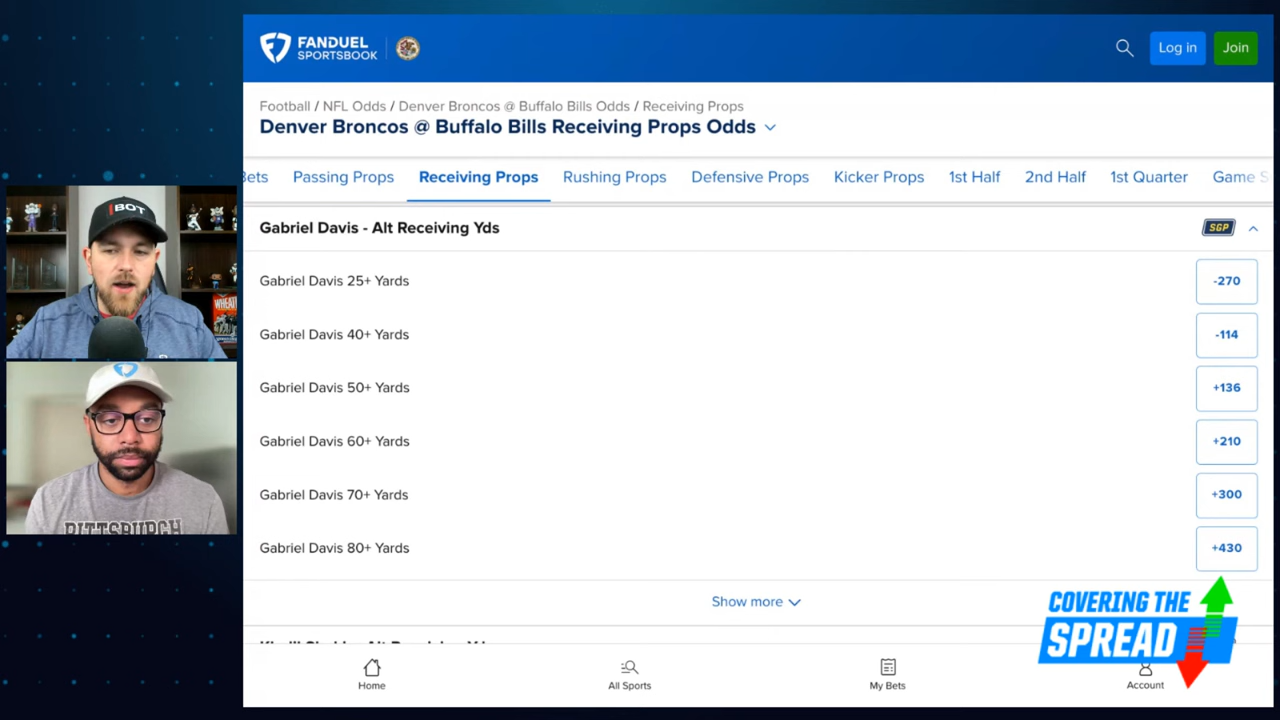 FANDUEL
SPORTSBOOK
Log in
Join
Football / NFL Odds / Denver Broncos @ Buffalo Bills Odds / Receiving Props
Denver Broncos @ Buffalo Bills Receiving Props Odds
Bets Passing Props Receiving Props Rushing Props Defensive Props Kicker Props 1st Half 2nd Half 1st Quarter Game S
Gabriel Davis - Alt Receiving Yds
SGP
Gabriel Davis 25+ Yards -270
Gabriel Davis 40+ Yards -114
Gabriel Davis 50+ Yards +136
Gabriel Davis 60+ Yards +210
Gabriel Davis 70+ Yards +300
Gabriel Davis 80+ Yards +430
Show more
COVERING THE
SPREAD
Home
All Sports
My Bets
Account
BOT
WHEAT
PITTSBURGH